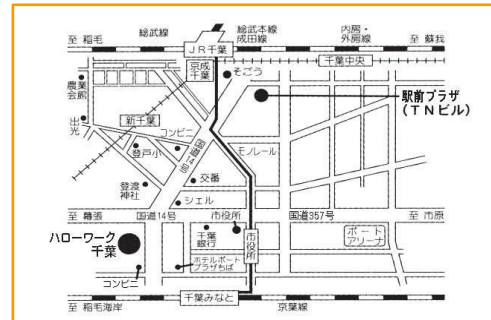 至 稲毛
総武線
総武本線
成田線
内房・
外房線
至 蘇我
JR千葉
京成
千葉
千葉中央
そごう
農業
会館
駅前プラザ
(TNビル)
新千葉
出光
コンビニ
登戸小
国道14号
モノレール
交番
登渡
神社
シェル
至 幕張
国道14号
市役所
国道357号
至 市原
ハローワーク
千葉
千葉
銀行
市役所
ポート
アリーナ
ホテルポート
プラザちば
コンビニ
至 稲毛海岸
千葉みなと
京葉線